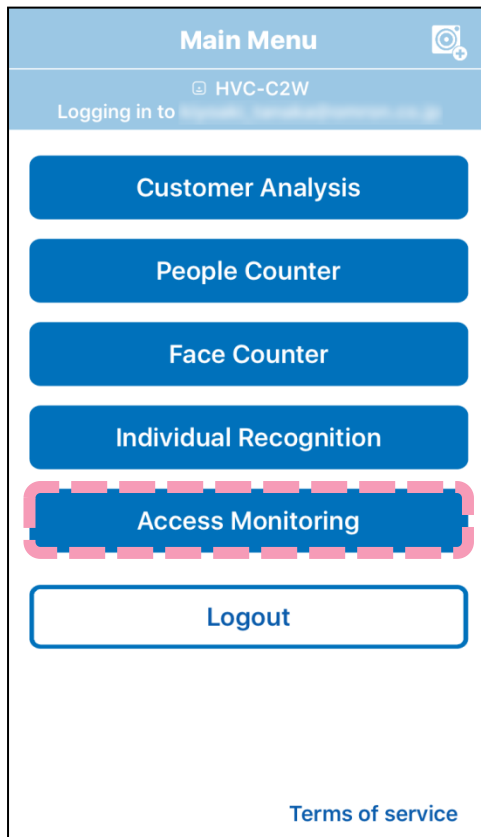 Main Menu
HVC-C2W
Logging in to
Customer Analysis
People Counter
Face Counter
Individual Recognition
Access Monitoring
Logout
Terms of service